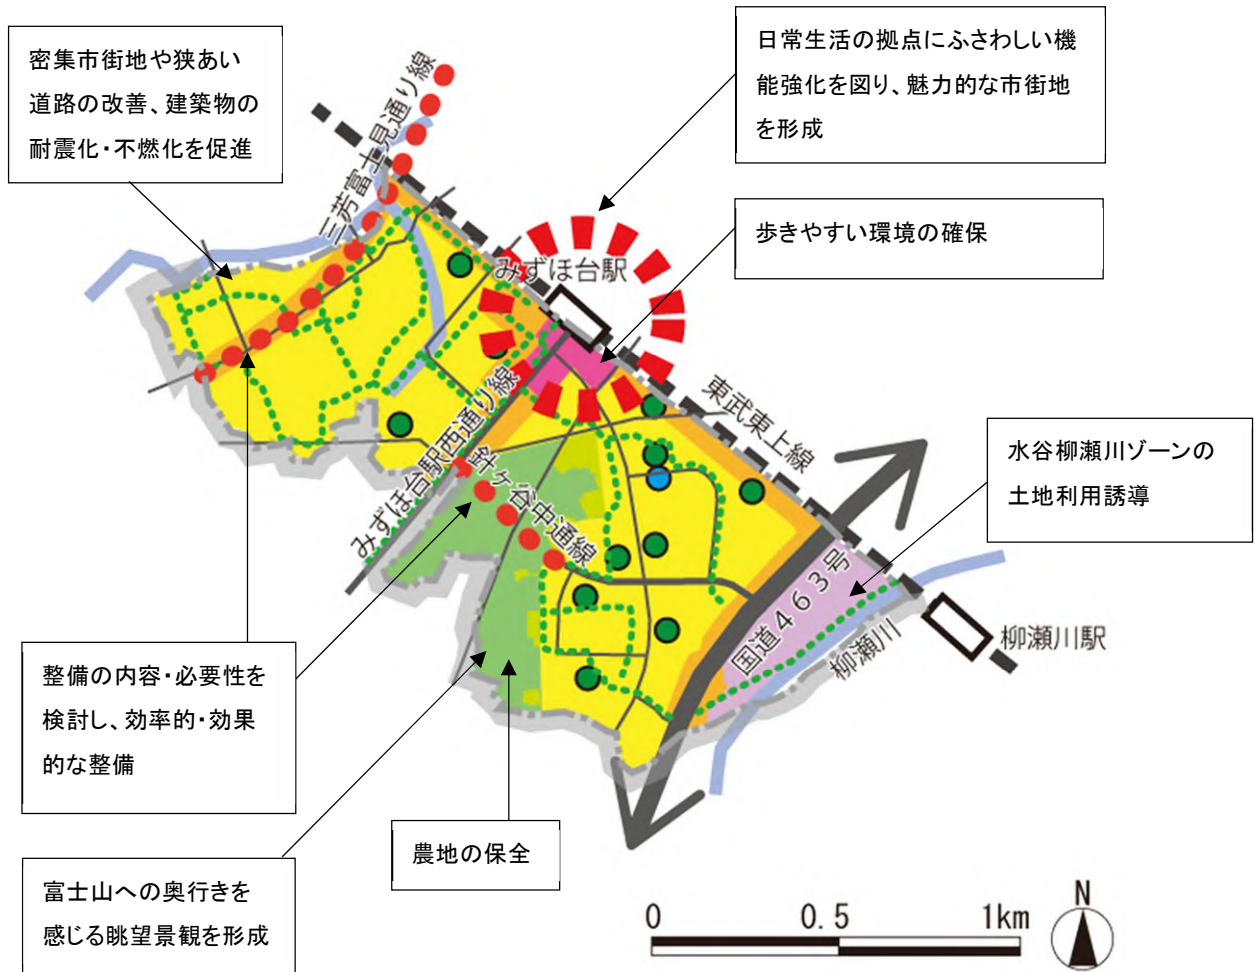 密集市街地や狭あい
道路の改善、建築物の
耐震化・不燃化を促進
日常生活の拠点にふさわしい機
能強化を図り、魅力的な市街地
を形成
歩きやすい環境の確保
三芳富士見通り線
みずほ台駅
東武東上線
みずほ台駅西通り線
針ヶ谷中通線
水谷柳瀬川ゾーンの
土地利用誘導
国道463号
柳瀬川
柳瀬川駅
整備の内容・必要性を
検討し、効率的・効果
的な整備
農地の保全
富士山への奥行きを
感じる眺望景観を形成
0 0.5 1km
N